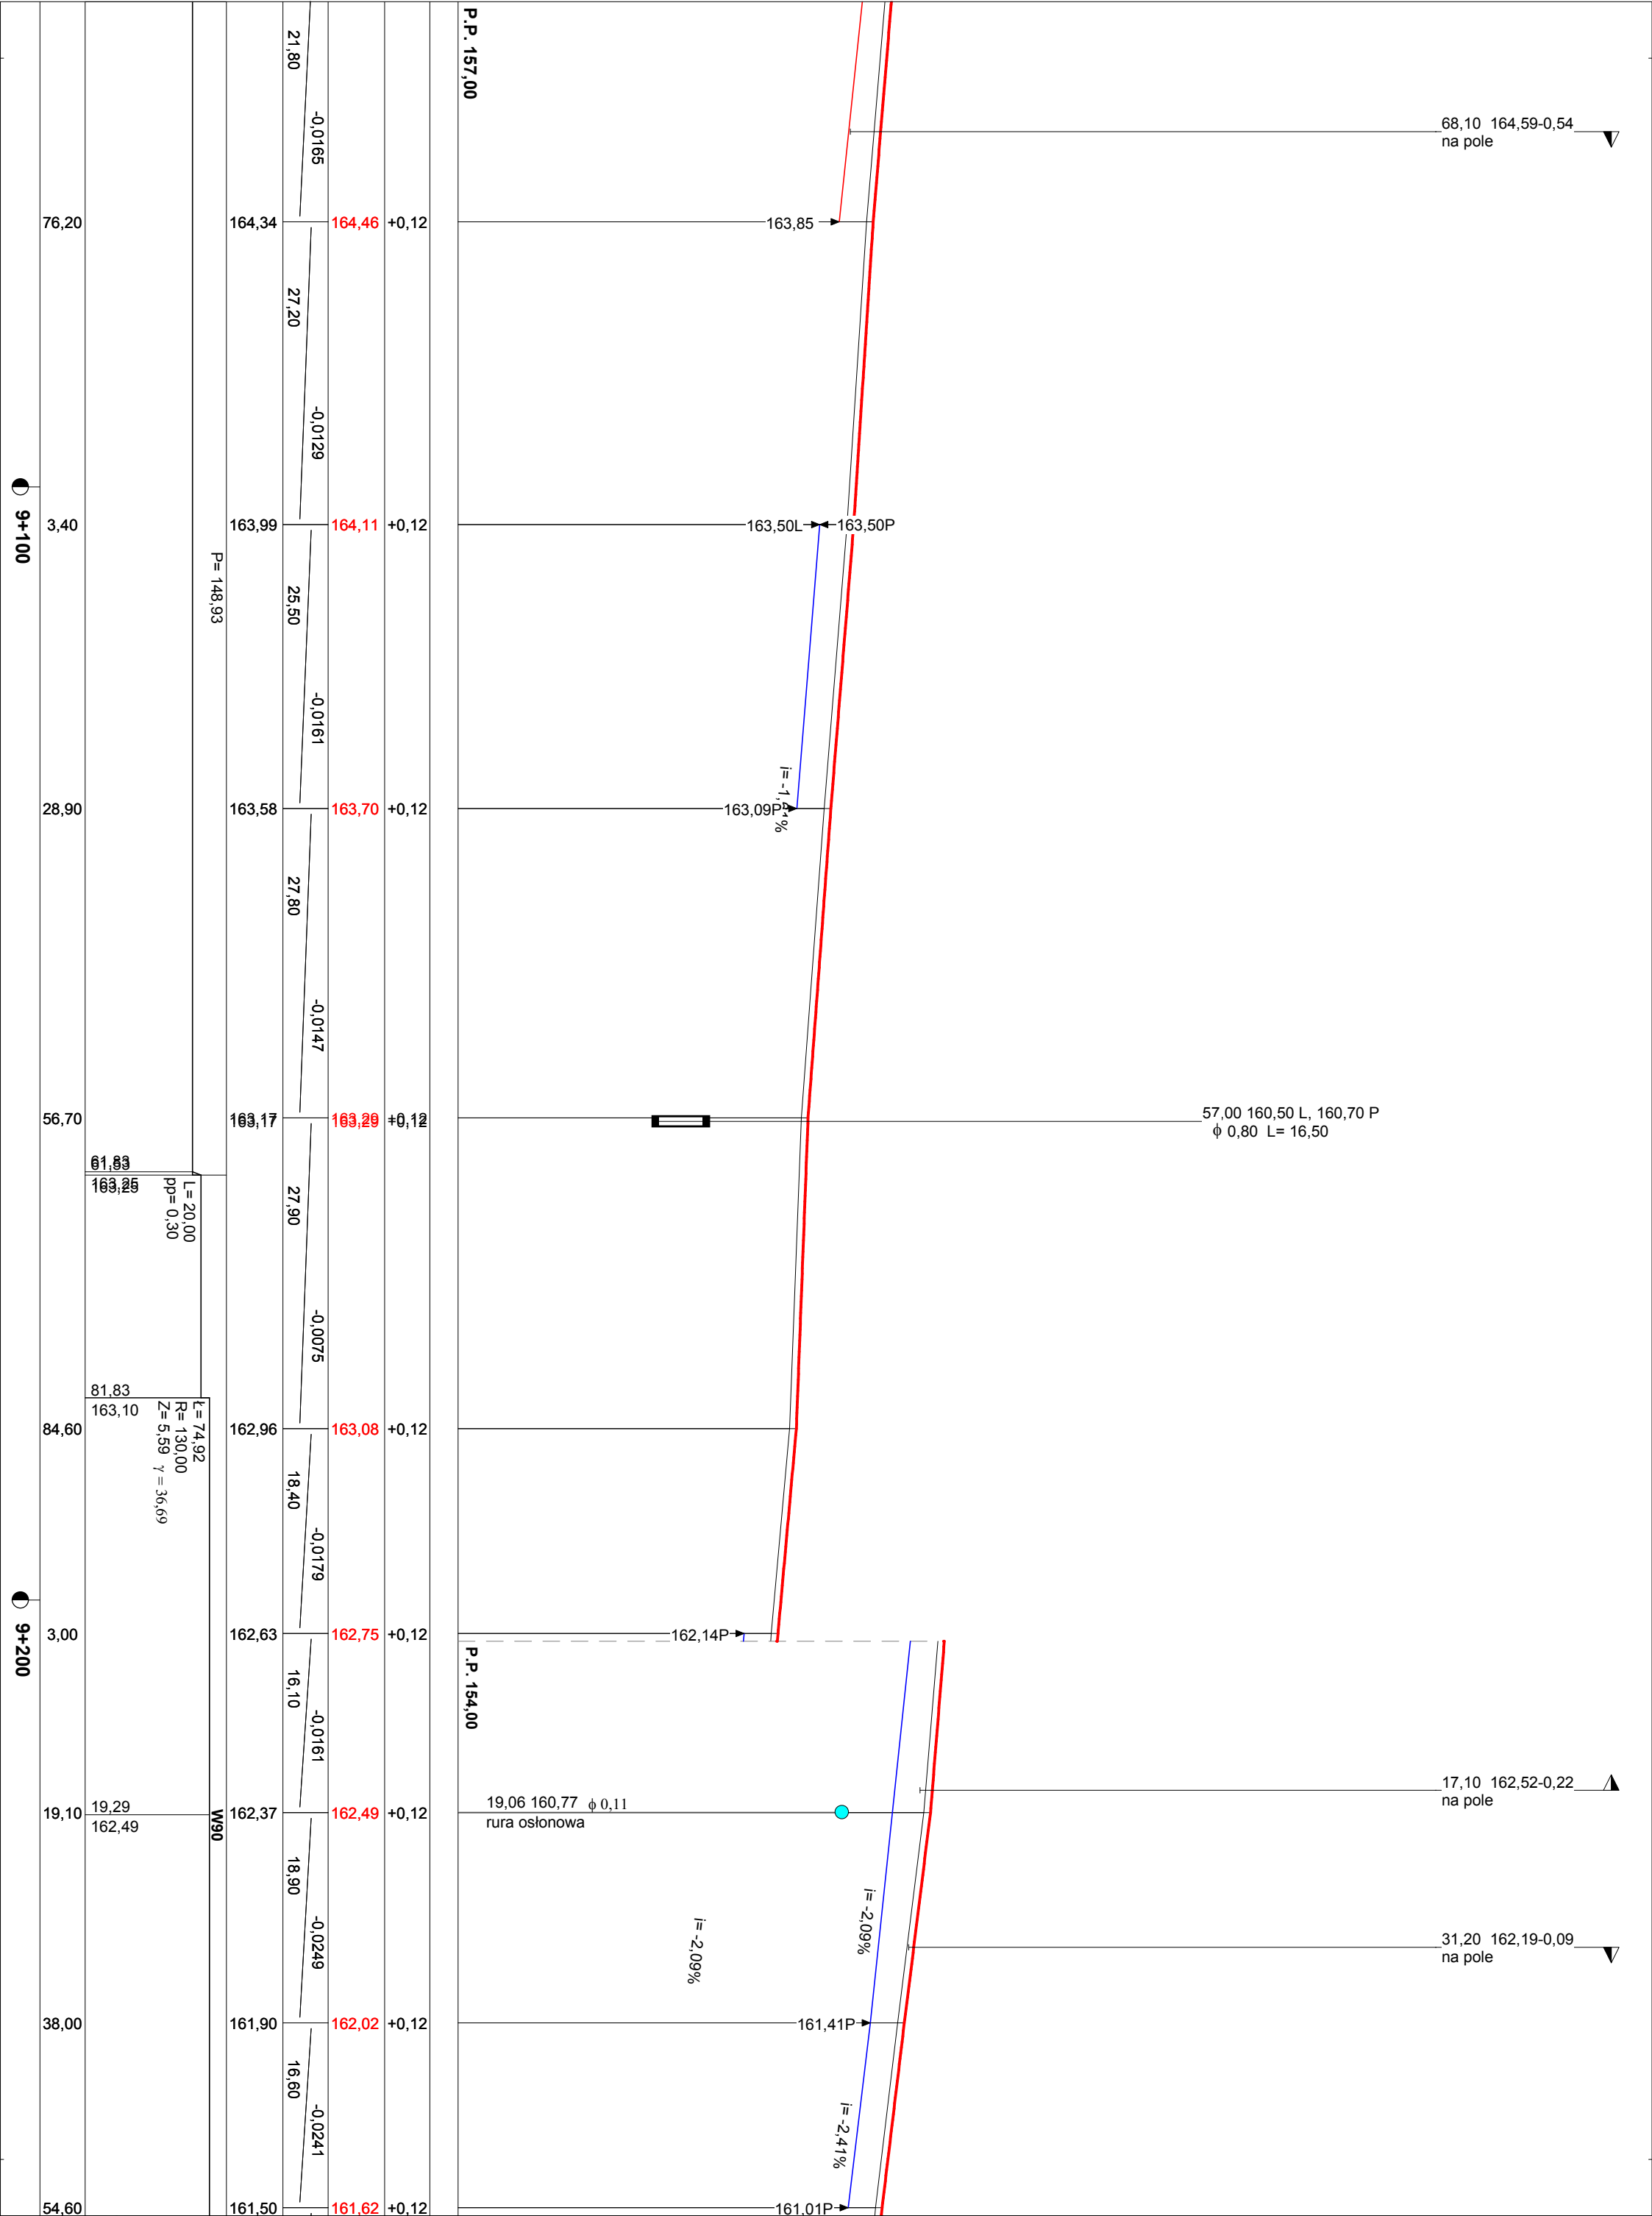 P.P. 157,00
21,80
-0,0165
68,10 164,59-0,54
na pole
76,20
164,34
164,46
+0,12
163,85
27,20
-0,0129
9+100
3,40
163,99
164,11
+0,12
163,50L
163,50P
P= 148,93
25,50
-0,0161
28,90
163,58
163,70
+0,12
163,09P
27,80
-0,0147
56,70
163,17
163,17
163,29
163,29
+0,12
+0,12
57,00 160,50 L, 160,70 P
ϕ 0,80 L= 16,50
61,83
61,83
163,25
163,25
L= 20,00
pp= 0,30
27,90
-0,0075
81,83
163,10
84,60
162,96
163,08
+0,12
Ł= 74,92
R= 130,00
Z= 5,59 γ = 36,69
18,40
-0,0179
9+200
3,00
162,63
162,75
+0,12
162,14P
P.P. 154,00
16,10
-0,0161
17,10 162,52-0,22
na pole
19,10
19,29
162,49
W90
162,37
162,49
+0,12
19,06 160,77 ϕ 0,11
rura osłonowa
18,90
-0,0249
i= -2,09%
i= -2,09%
31,20 162,19-0,09
na pole
38,00
161,90
162,02
+0,12
161,41P
16,60
-0,0241
i= -2,41%
54,60
161,50
161,62
+0,12
161,01P